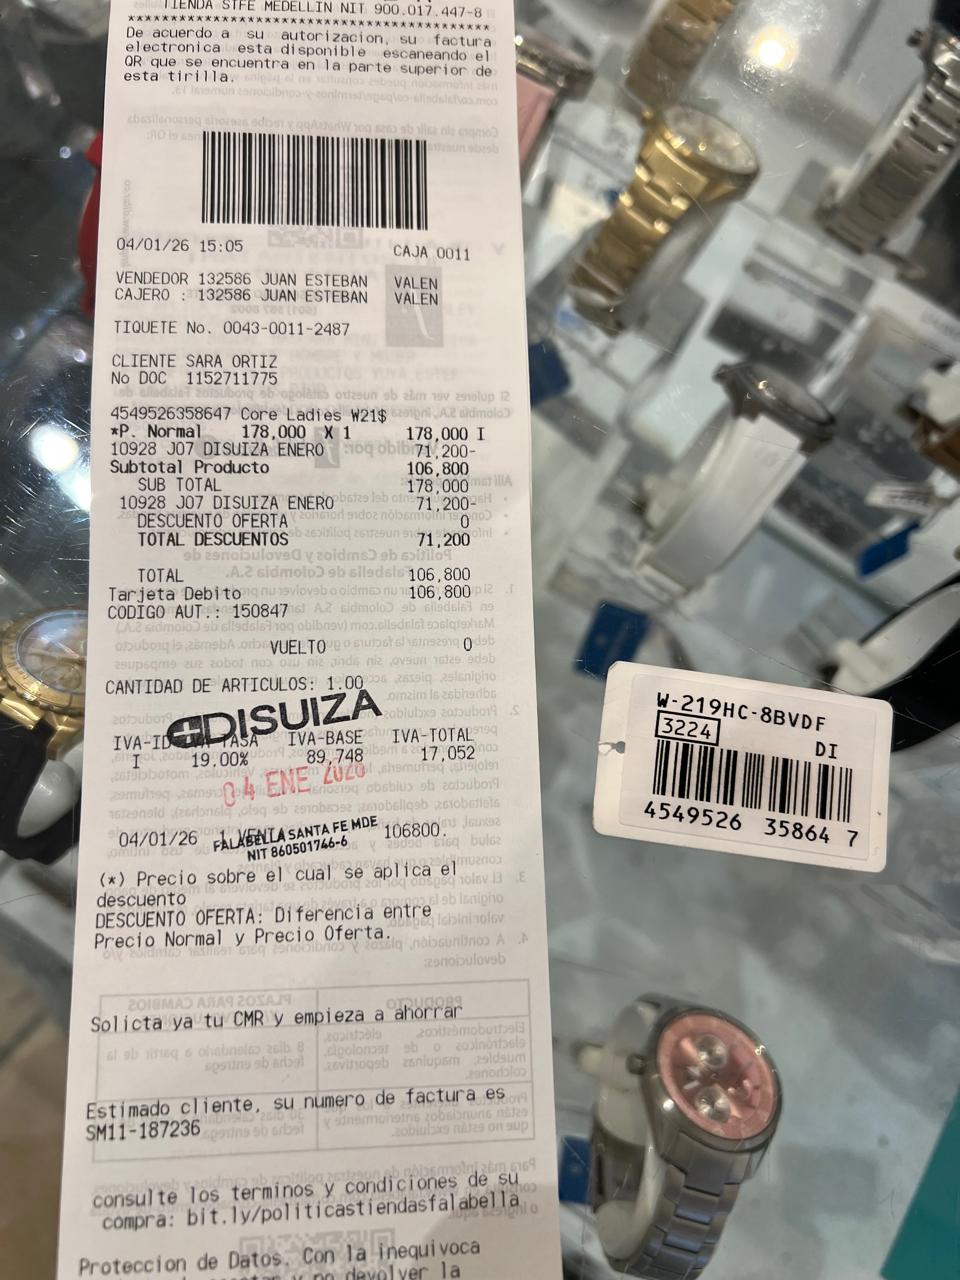 TIENDA STFE MEDELLIN NIT 900.017.447-8
****************************************
De acuerdo a su autorizacion, su factura
electronica esta disponible escaneando el
QR que se encuentra en la parte superior de
esta tirilla.
04/01/26 15:05 CAJA 0011
VENDEDOR 132586 JUAN ESTEBAN VALEN
CAJERO : 132586 JUAN ESTEBAN VALEN
TIQUETE No. 0043-0011-2487
CLIENTE SARA ORTIZ
No DOC 1152711775
4549526358647 Core Ladies W21$
*P. Normal 178,000 X 1 178,000 I
10928 J07 DISUIZA ENERO 71,200-
Subtotal Producto 106,800
SUB TOTAL 178,000
10928 J07 DISUIZA ENERO 71,200-
DESCUENTO OFERTA 0
TOTAL DESCUENTOS 71,200
TOTAL 106,800
Tarjeta Debito 106,800
CODIGO AUT.: 150847
VUELTO 0
CANTIDAD DE ARTICULOS: 1.00
DISUIZA
IVA-ID IVA TASA IVA-BASE IVA-TOTAL
I 19.00% 89,748 17,052
04 ENE 2026
04/01/26 1 VENTA 106800.
FALABELLA SANTA FE MDE
NIT 860501746-6
(*) Precio sobre el cual se aplica el
descuento
DESCUENTO OFERTA: Diferencia entre
Precio Normal y Precio Oferta.
Solicta ya tu CMR y empieza a ahorrar
Estimado cliente, su numero de factura es
SM11-187236
consulte los terminos y condiciones de su
compra: bit.ly/politicastiendasfalabella
Proteccion de Datos. Con la inequivoca
y no devolver la
W-219HC-8BVDF
3224
DI
4549526 35864 7